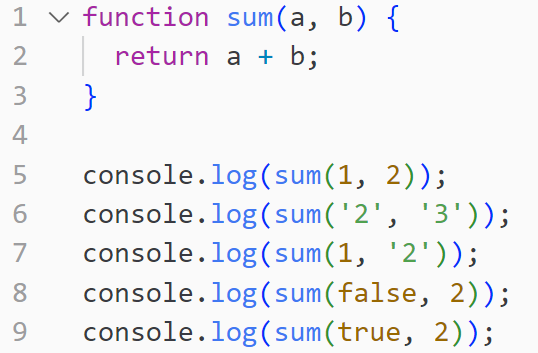 1 function sum(a, b) {
2 return a + b;
3 }
4
5 console.log(sum(1, 2));
6 console.log(sum('2', '3'));
7 console.log(sum(1, '2'));
8 console.log(sum(false, 2));
9 console.log(sum(true, 2));